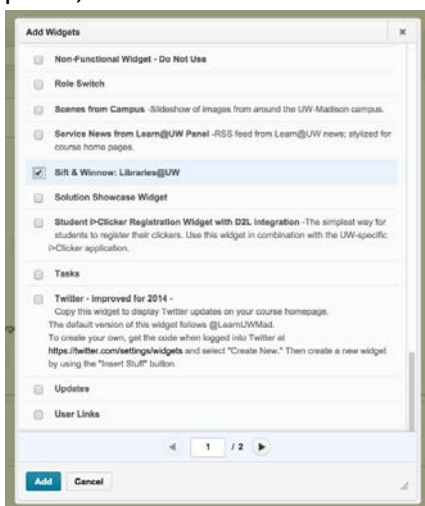 Add Widgets ×
Non-Functional Widget - Do Not Use
Role Switch
Scenes from Campus -Slideshow of images from around the UW-Madison campus.
Service News from Learn@UW Panel -RSS feed from Learn@UW news; stylized for
course home pages.
Sift & Winnow: Libraries@UW
Solution Showcase Widget
Student i>Clicker Registration Widget with D2L Integration -The simplest way for
students to register their clickers. Use this widget in combination with the UW-specific
i>Clicker application.
Tasks
Twitter - improved for 2014 -
Copy this widget to display Twitter updates on your course homepage.
The default version of this widget follows @LearnUWMad.
To create your own, get the code when logged into Twitter at
https://twitter.com/settings/widgets and select "Create New." Then create a new widget
by using the "Insert Stuff" button.
Updates
User Links
1 / 2
Add Cancel